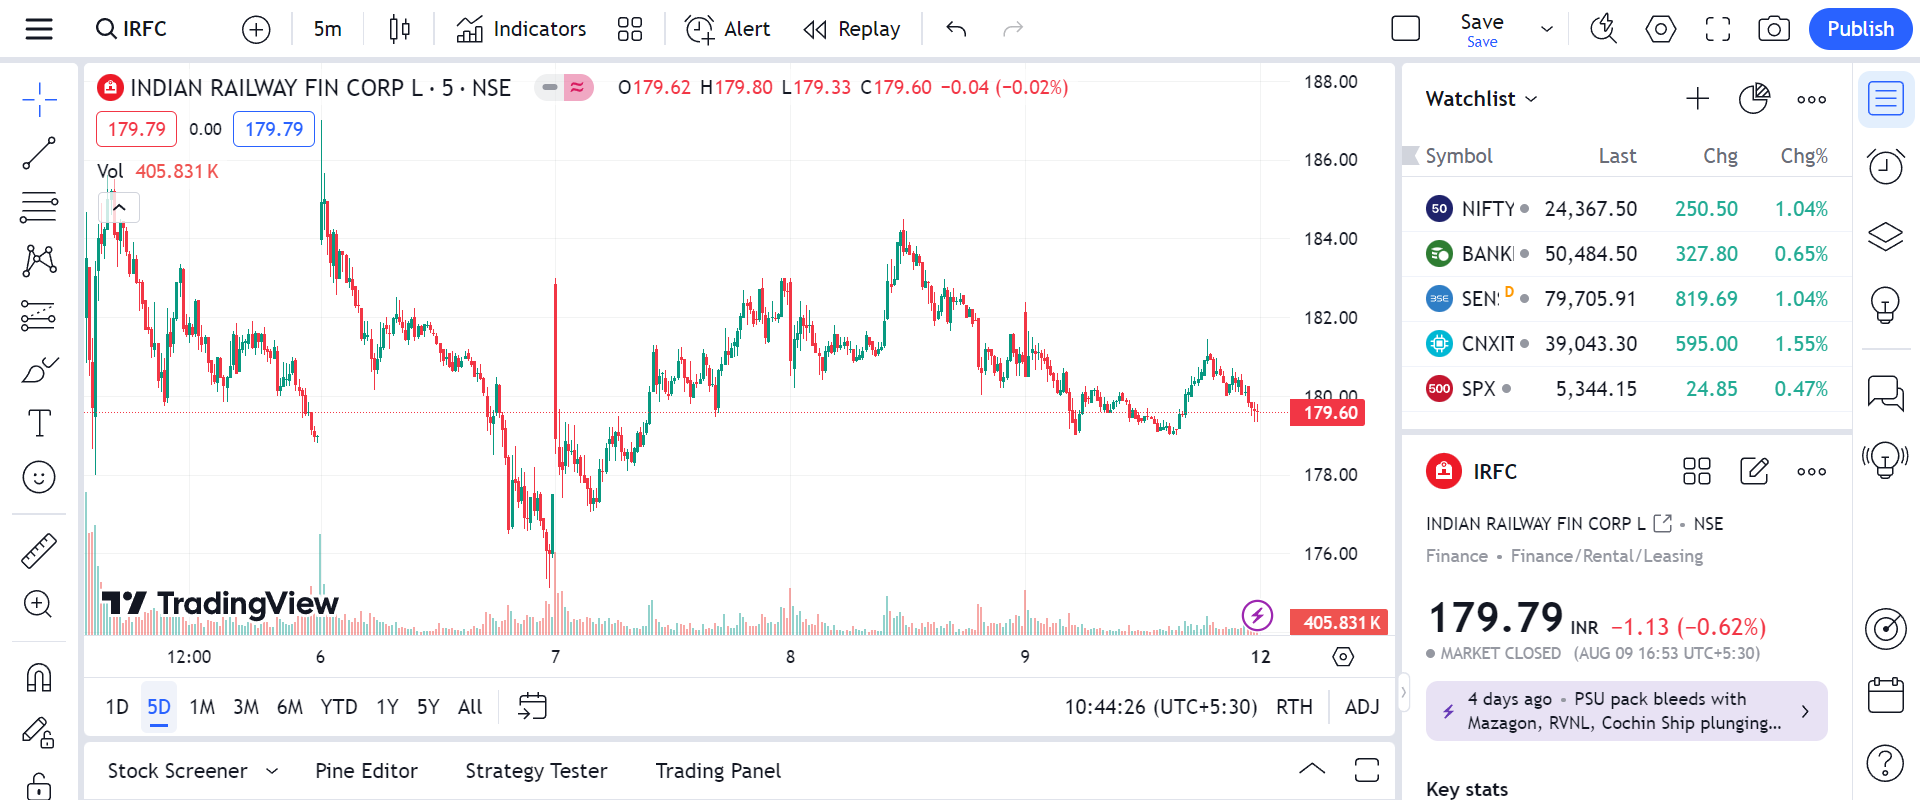 IRFC
5m
Indicators
Alert
Replay
Save
Save
Publish
INDIAN RAILWAY FIN CORP L · 5 · NSE
O179.62 H179.80 L179.33 C179.60 −0.04 (−0.02%)
179.79 0.00 179.79
Vol 405.831 K
188.00
186.00
184.00
182.00
180.00
179.60
178.00
176.00
405.831 K
TradingView
12:00 6 7 8 9 12
1D 5D 1M 3M 6M YTD 1Y 5Y All
10:44:26 (UTC+5:30) RTH ADJ
Stock Screener Pine Editor Strategy Tester Trading Panel
Watchlist
Symbol Last Chg Chg%
50 NIFTY 24,367.50 250.50 1.04%
BANK 50,484.50 327.80 0.65%
BSE SEN D 79,705.91 819.69 1.04%
CNXIT 39,043.30 595.00 1.55%
500 SPX 5,344.15 24.85 0.47%
IRFC
INDIAN RAILWAY FIN CORP L • NSE
Finance • Finance/Rental/Leasing
179.79 INR −1.13 (−0.62%)
MARKET CLOSED (AUG 09 16:53 UTC+5:30)
4 days ago • PSU pack bleeds with
Mazagon, RVNL, Cochin Ship plunging...
Key stats